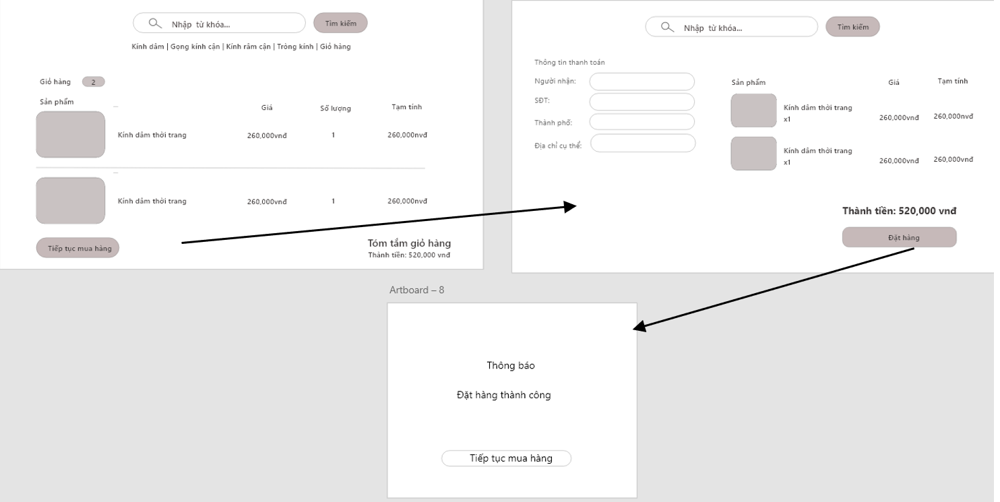 Nhập từ khóa...
Tìm kiếm
Kính dâm | Gọng kính cận | Kính râm cận | Tròng kính | Giỏ hàng
Giỏ hàng 2
Sản phẩm
Giá Số lượng Tạm tính
Kính dâm thời trang 260,000vnđ 1 260,000nvđ
Kính dâm thời trang 260,000vnđ 1 260,000nvđ
Tiếp tục mua hàng
Tóm tắm giỏ hàng
Thành tiền: 520,000 vnđ
Nhập từ khóa...
Tìm kiếm
Thông tin thanh toán
Người nhận:
SĐT:
Thành phố:
Địa chỉ cụ thể:
Sản phẩm Giá Tạm tính
Kính dâm thời trang
x1
260,000vnđ 260,000nvđ
Kính dâm thời trang
x1
260,000vnđ 260,000vnđ
Thành tiền: 520,000 vnđ
Đặt hàng
Artboard – 8
Thông báo
Đặt hàng thành công
Tiếp tục mua hàng